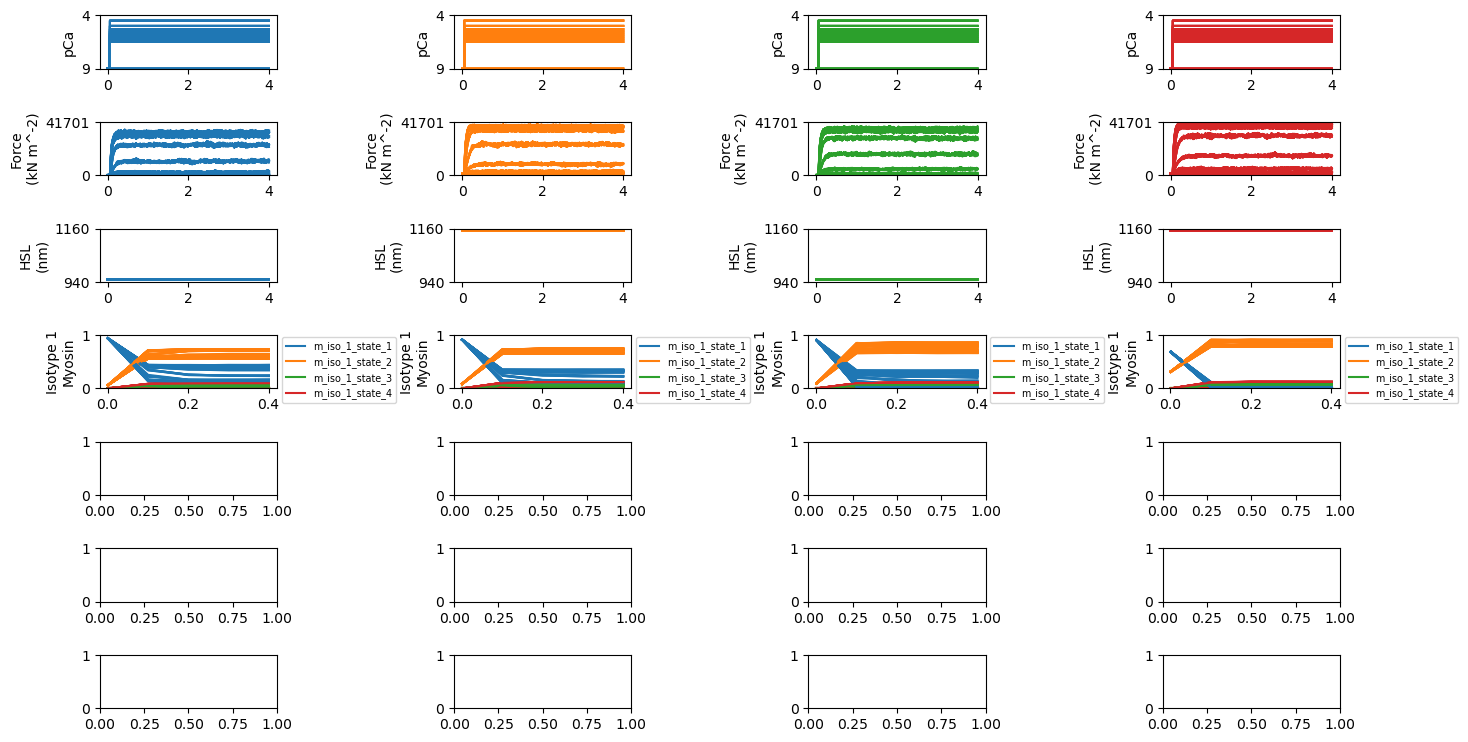 4 4 4 4
pCa pCa pCa pCa
9 9 9 9
0 2 4 0 2 4 0 2 4 0 2 4
41701 41701 41701 41701
Force Force Force Force
(kN m^-2) (kN m^-2) (kN m^-2) (kN m^-2)
0 0 0 0
0 2 4 0 2 4 0 2 4 0 2 4
1160 1160 1160 1160
HSL HSL HSL HSL
(nm) (nm) (nm) (nm)
940 940 940 940
0 2 4 0 2 4 0 2 4 0 2 4
1 1 1 1
Isotype 1 Isotype 1 Isotype 1 Isotype 1
Myosin Myosin Myosin Myosin
m_iso_1_state_1 m_iso_1_state_1 m_iso_1_state_1 m_iso_1_state_1
m_iso_1_state_2 m_iso_1_state_2 m_iso_1_state_2 m_iso_1_state_2
m_iso_1_state_3 m_iso_1_state_3 m_iso_1_state_3 m_iso_1_state_3
m_iso_1_state_4 m_iso_1_state_4 m_iso_1_state_4 m_iso_1_state_4
0 0 0 0
0.0 0.2 0.4 0.0 0.2 0.4 0.0 0.2 0.4 0.0 0.2 0.4
1 1 1 1
0 0 0 0
0.00 0.25 0.50 0.75 1.00 0.00 0.25 0.50 0.75 1.00 0.00 0.25 0.50 0.75 1.00 0.00 0.25 0.50 0.75 1.00
1 1 1 1
0 0 0 0
0.00 0.25 0.50 0.75 1.00 0.00 0.25 0.50 0.75 1.00 0.00 0.25 0.50 0.75 1.00 0.00 0.25 0.50 0.75 1.00
1 1 1 1
0 0 0 0
0.00 0.25 0.50 0.75 1.00 0.00 0.25 0.50 0.75 1.00 0.00 0.25 0.50 0.75 1.00 0.00 0.25 0.50 0.75 1.00